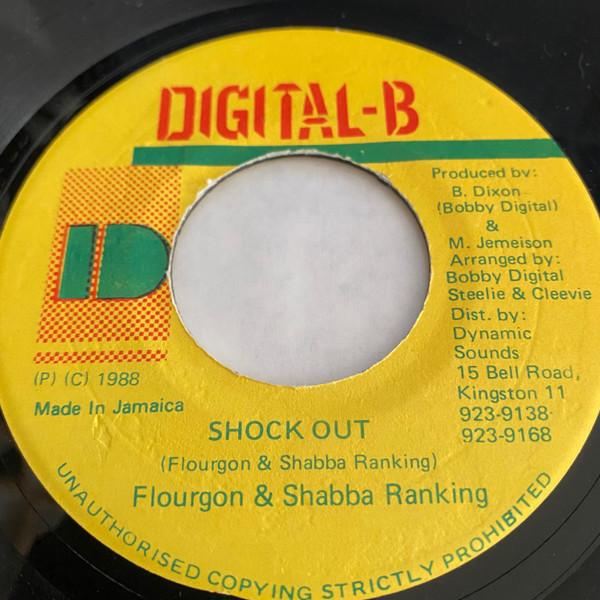 DIGITAL-B
D
Produced by:
B. Dixon
(Bobby Digital)
&
M. Jemeison
Arranged by:
Bobby Digital
Steelie & Cleevie
Dist. by:
Dynamic
Sounds
15 Bell Road,
Kingston 11
923-9138
923-9168
(P) (C) 1988
Made In Jamaica
SHOCK OUT
(Flourgon & Shabba Ranking)
Flourgon & Shabba Ranking
UNAUTHORISED COPYING STRICTLY PROHIBITED